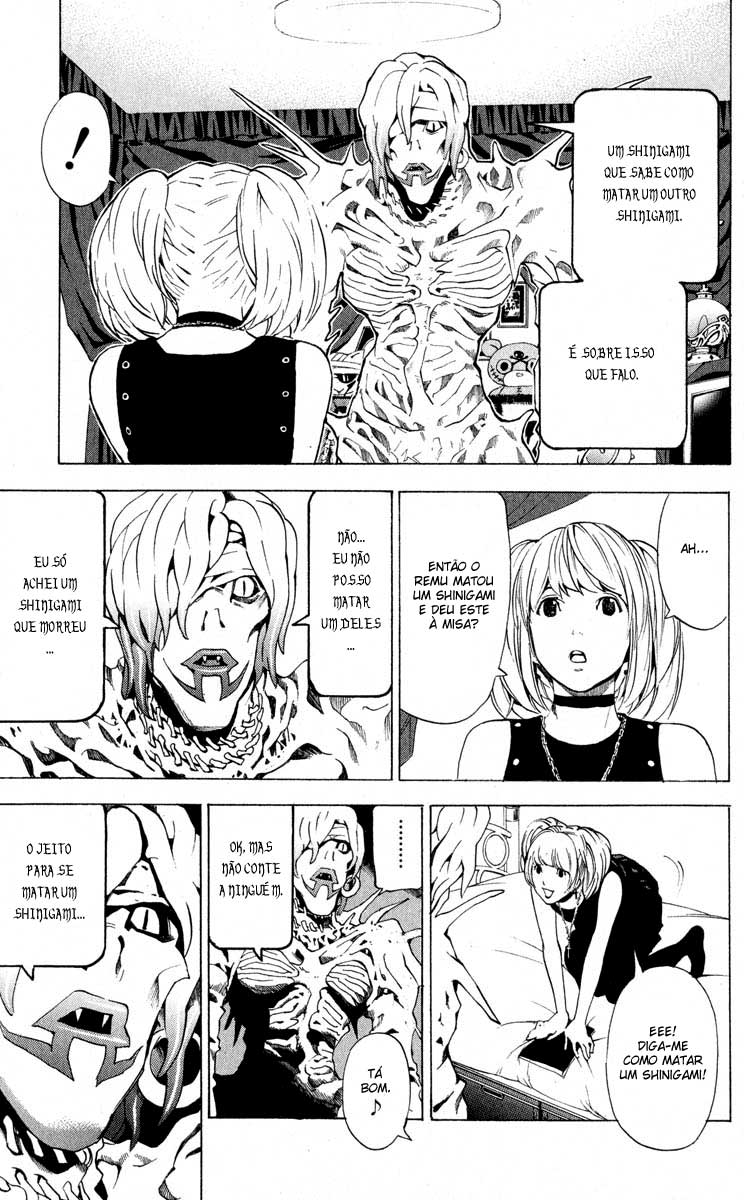 !
UM SHINIGAMI
QUE SABE COMO
MATAR UM OUTRO
SHINIGAMI.
É SOBRE ISSO
QUE FALO.
AH...
ENTÃO O
REMU MATOU
UM SHINIGAMI
E DEU ESTE
À MISA?
NÃO...
EU NÃO
POSSO
MATAR
UM DELES
...
EU SÓ
ACHEI UM
SHINIGAMI
QUE MORREU
...
EEE!
DIGA-ME
COMO MATAR
UM SHINIGAMI!
.........
OK, MAS
NÃO CONTE
A NINGUÉM.
TÁ
BOM.
♪
O JEITO
PARA SE
MATAR UM
SHINIGAMI...